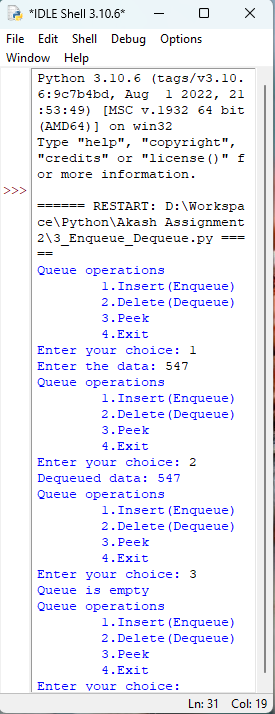 *IDLE Shell 3.10.6*
File Edit Shell Debug Options
Window Help
Python 3.10.6 (tags/v3.10.
6:9c7b4bd, Aug  1 2022, 21
:53:49) [MSC v.1932 64 bit
(AMD64)] on win32
Type "help", "copyright",
"credits" or "license()" f
or more information.
>>>
====== RESTART: D:\Workspa
ce\Python\Akash Assignment
2\3_Enqueue_Dequeue.py ===
==
Queue operations
1.Insert(Enqueue)
2.Delete(Dequeue)
3.Peek
4.Exit
Enter your choice: 1
Enter the data: 547
Queue operations
1.Insert(Enqueue)
2.Delete(Dequeue)
3.Peek
4.Exit
Enter your choice: 2
Dequeued data: 547
Queue operations
1.Insert(Enqueue)
2.Delete(Dequeue)
3.Peek
4.Exit
Enter your choice: 3
Queue is empty
Queue operations
1.Insert(Enqueue)
2.Delete(Dequeue)
3.Peek
4.Exit
Enter your choice:
Ln: 31 Col: 19